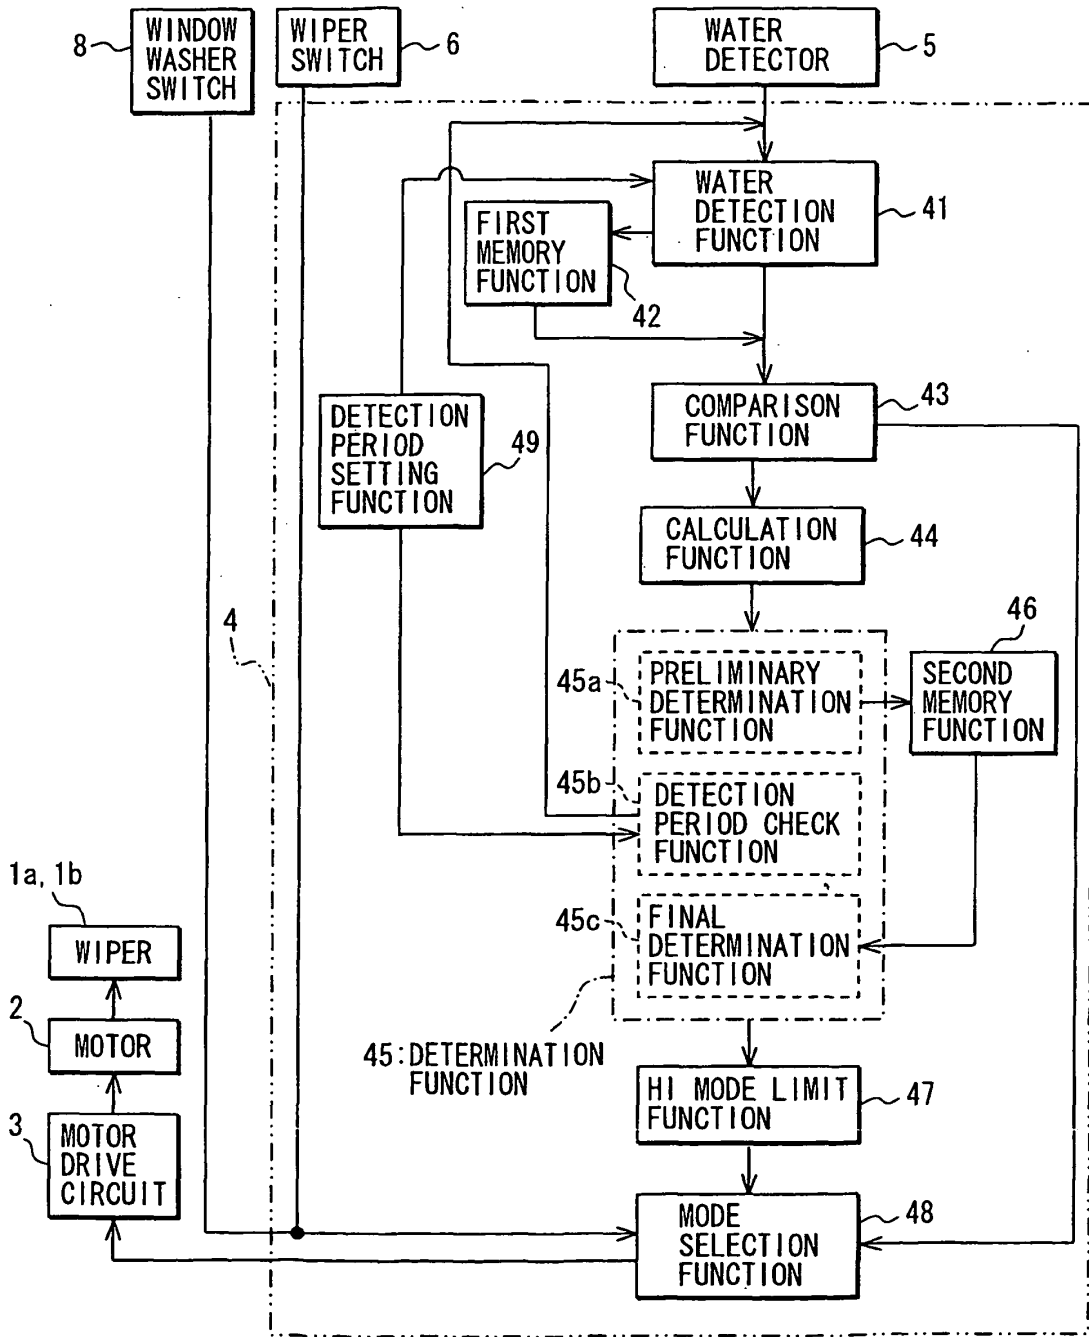 8
WINDOW
WASHER
SWITCH
WIPER
SWITCH
6
WATER
DETECTOR
5
WATER
DETECTION
FUNCTION
41
FIRST
MEMORY
FUNCTION
42
COMPARISON
FUNCTION
43
DETECTION
PERIOD
SETTING
FUNCTION
49
CALCULATION
FUNCTION
44
4
46
45a
PRELIMINARY
DETERMINATION
FUNCTION
SECOND
MEMORY
FUNCTION
45b
DETECTION
PERIOD CHECK
FUNCTION
45c
FINAL
DETERMINATION
FUNCTION
1a, 1b
WIPER
2
MOTOR
45:DETERMINATION
FUNCTION
HI MODE LIMIT
FUNCTION
47
3
MOTOR
DRIVE
CIRCUIT
MODE
SELECTION
FUNCTION
48